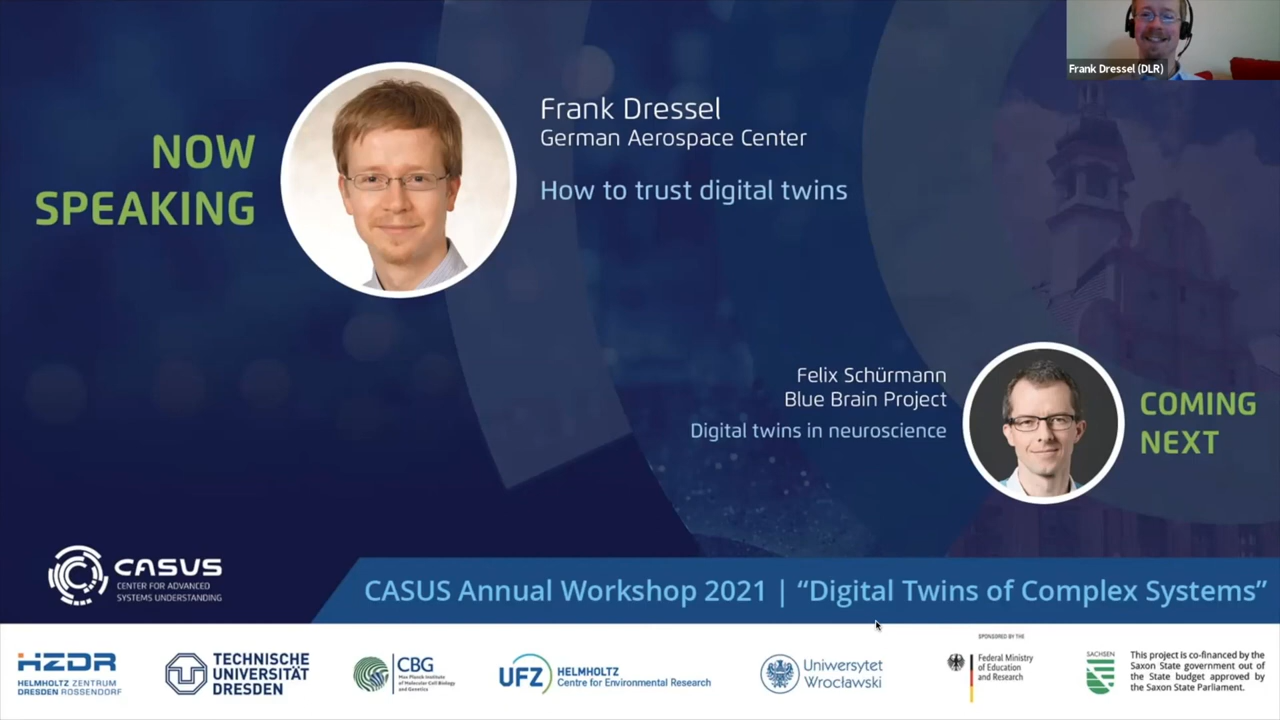 Frank Dressel (DLR)
NOW
SPEAKING
Frank Dressel
German Aerospace Center
How to trust digital twins
Felix Schürmann
Blue Brain Project
Digital twins in neuroscience
COMING
NEXT
CASUS
CENTER FOR ADVANCED
SYSTEMS UNDERSTANDING
CASUS Annual Workshop 2021 | “Digital Twins of Complex Systems”
HZDR
HELMHOLTZ ZENTRUM
DRESDEN ROSSENDORF
TECHNISCHE
UNIVERSITÄT
DRESDEN
CBG
Max Planck Institute
of Molecular Cell Biology
and Genetics
UFZ
HELMHOLTZ
Centre for Environmental Research
Uniwersytet
Wrocławski
SPONSORED BY THE
Federal Ministry
of Education
and Research
SACHSEN
This project is co-financed by the
Saxon State government out of
the State budget approved by
the Saxon State Parliament.